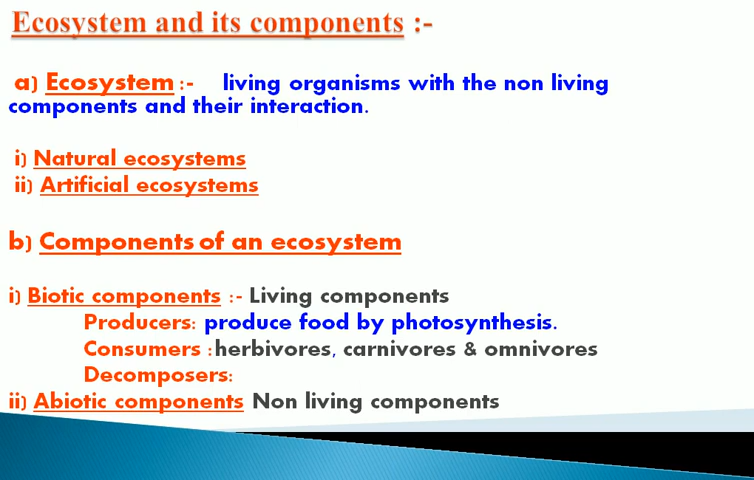 Ecosystem and its components :-
a) Ecosystem :- living organisms with the non living
components and their interaction.
i) Natural ecosystems
ii) Artificial ecosystems
b) Components of an ecosystem
i) Biotic components :- Living components
Producers: produce food by photosynthesis.
Consumers :herbivores, carnivores & omnivores
Decomposers:
ii) Abiotic components Non living components